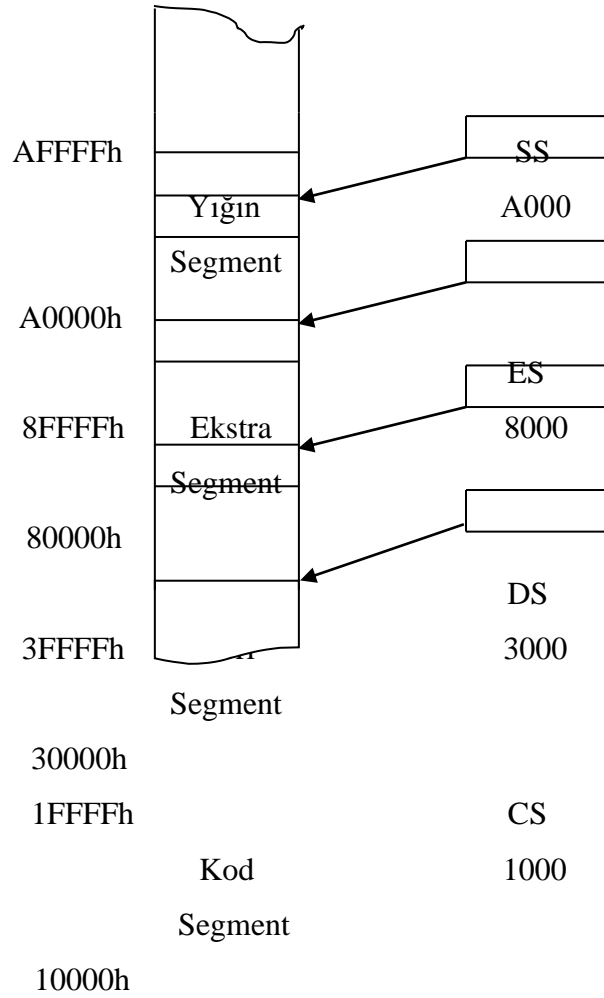 AFFFFh SS
Yığın A000
Segment
A0000h
ES
8FFFFh Ekstra 8000
Segment
80000h
DS
3FFFFh 3000
Segment
30000h
1FFFFh CS
Kod 1000
Segment
10000h